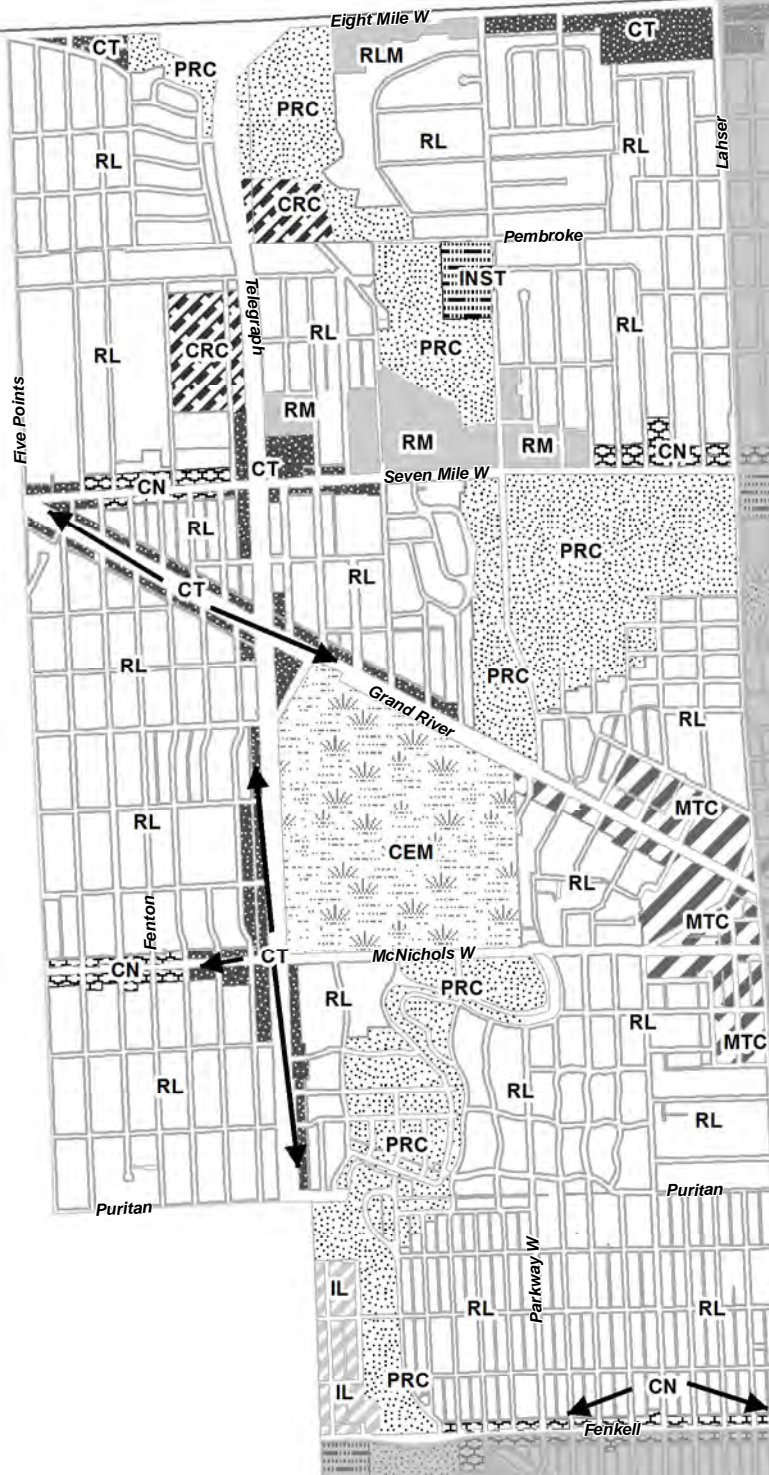 Eight Mile W
CT
PRC
RLM
CT
PRC
RL
RL
RL
Lahser
CRC
Pembroke
INST
Telegraph
RL
RL
CRC
RL
PRC
Five Points
RM
RM
RM
CN
CT
Seven Mile W
CN
RL
PRC
RL
CT
RL
PRC
Grand River
RL
MTC
RL
CEM
RL
Fenton
MTC
CT
McNichols W
CN
PRC
RL
RL
MTC
RL
RL
RL
PRC
Puritan
Puritan
Parkway W
IL
RL
RL
PRC
CN
IL
Fenkell